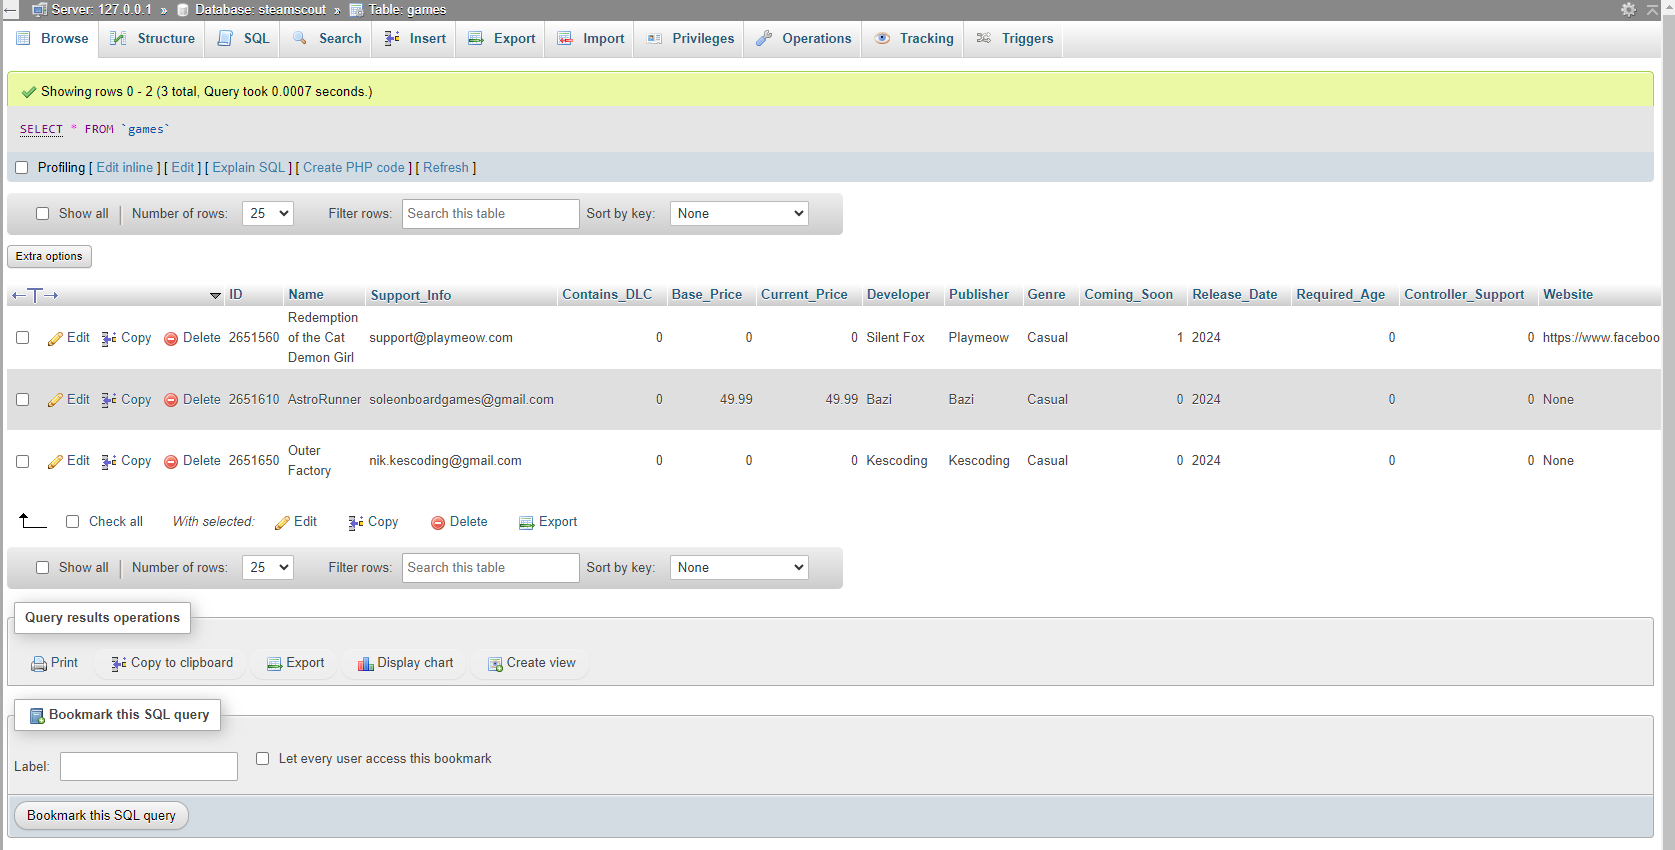 Server: 127.0.0.1 » Database: steamscout » Table: games
Browse Structure SQL Search Insert Export Import Privileges Operations Tracking Triggers
Showing rows 0 - 2 (3 total, Query took 0.0007 seconds.)
SELECT * FROM `games`
Profiling [ Edit inline ] [ Edit ] [ Explain SQL ] [ Create PHP code ] [ Refresh ]
Show all Number of rows: 25 Filter rows: Search this table Sort by key: None
Extra options
ID Name Support_Info Contains_DLC Base_Price Current_Price Developer Publisher Genre Coming_Soon Release_Date Required_Age Controller_Support Website
Redemption
Edit Copy Delete 2651560 of the Cat support@playmeow.com 0 0 0 Silent Fox Playmeow Casual 1 2024 0 0 https://www.faceboo
Demon Girl
Edit Copy Delete 2651610 AstroRunner soleonboardgames@gmail.com 0 49.99 49.99 Bazi Bazi Casual 0 2024 0 0 None
Outer
Edit Copy Delete 2651650 nik.kescoding@gmail.com 0 0 0 Kescoding Kescoding Casual 0 2024 0 0 None
Factory
Check all With selected: Edit Copy Delete Export
Show all Number of rows: 25 Filter rows: Search this table Sort by key: None
Query results operations
Print Copy to clipboard Export Display chart Create view
Bookmark this SQL query
Label: Let every user access this bookmark
Bookmark this SQL query